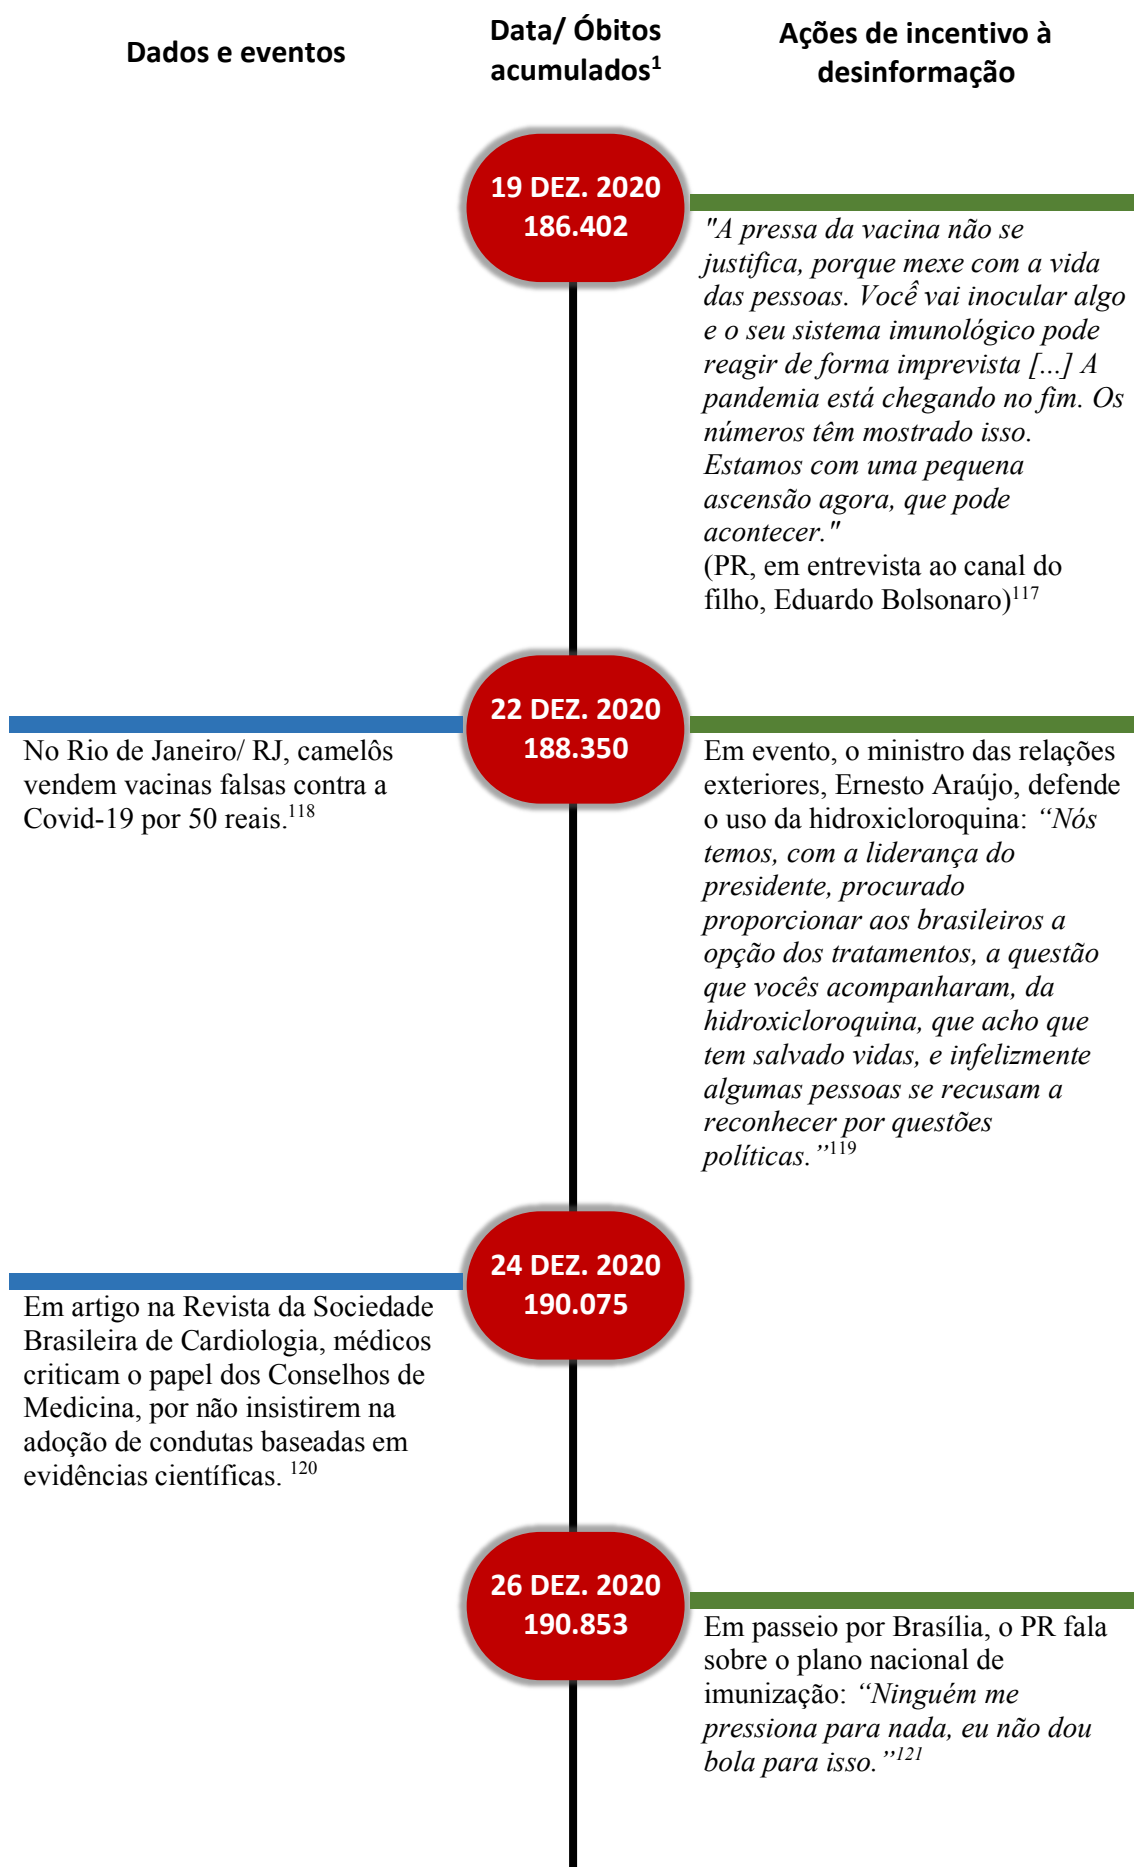 Dados e eventos
Data/ Óbitos
acumulados¹
Ações de incentivo à
desinformação
19 DEZ. 2020
186.402
"A pressa da vacina não se
justifica, porque mexe com a vida
das pessoas. Você vai inocular algo
e o seu sistema imunológico pode
reagir de forma imprevista [...] A
pandemia está chegando no fim. Os
números têm mostrado isso.
Estamos com uma pequena
ascensão agora, que pode
acontecer."
(PR, em entrevista ao canal do
filho, Eduardo Bolsonaro)¹¹⁷
22 DEZ. 2020
188.350
No Rio de Janeiro/ RJ, camelôs
vendem vacinas falsas contra a
Covid-19 por 50 reais.¹¹⁸
Em evento, o ministro das relações
exteriores, Ernesto Araújo, defende
o uso da hidroxicloroquina: “Nós
temos, com a liderança do
presidente, procurado
proporcionar aos brasileiros a
opção dos tratamentos, a questão
que vocês acompanharam, da
hidroxicloroquina, que acho que
tem salvado vidas, e infelizmente
algumas pessoas se recusam a
reconhecer por questões
políticas.”¹¹⁹
24 DEZ. 2020
190.075
Em artigo na Revista da Sociedade
Brasileira de Cardiologia, médicos
criticam o papel dos Conselhos de
Medicina, por não insistirem na
adoção de condutas baseadas em
evidências científicas. ¹²⁰
26 DEZ. 2020
190.853
Em passeio por Brasília, o PR fala
sobre o plano nacional de
imunização: “Ninguém me
pressiona para nada, eu não dou
bola para isso.”¹²¹